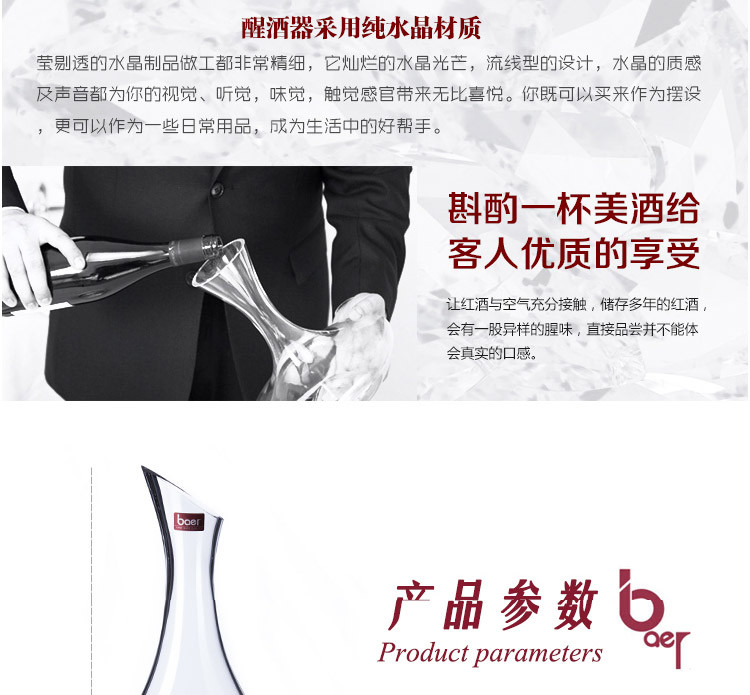 醒酒器采用纯水晶材质
莹剔透的水晶制品做工都非常精细，它灿烂的水晶光芒，流线型的设计，水晶的质感
及声音都为你的视觉、听觉，味觉，触觉感官带来无比喜悦。你既可以买来作为摆设
，更可以作为一些日常用品，成为生活中的好帮手。
斟酌一杯美酒给
客人优质的享受
让红酒与空气充分接触，储存多年的红酒，
会有一股异样的腥味，直接品尝并不能体
会真实的口感。
baer
产品参数
Product parameters
baer